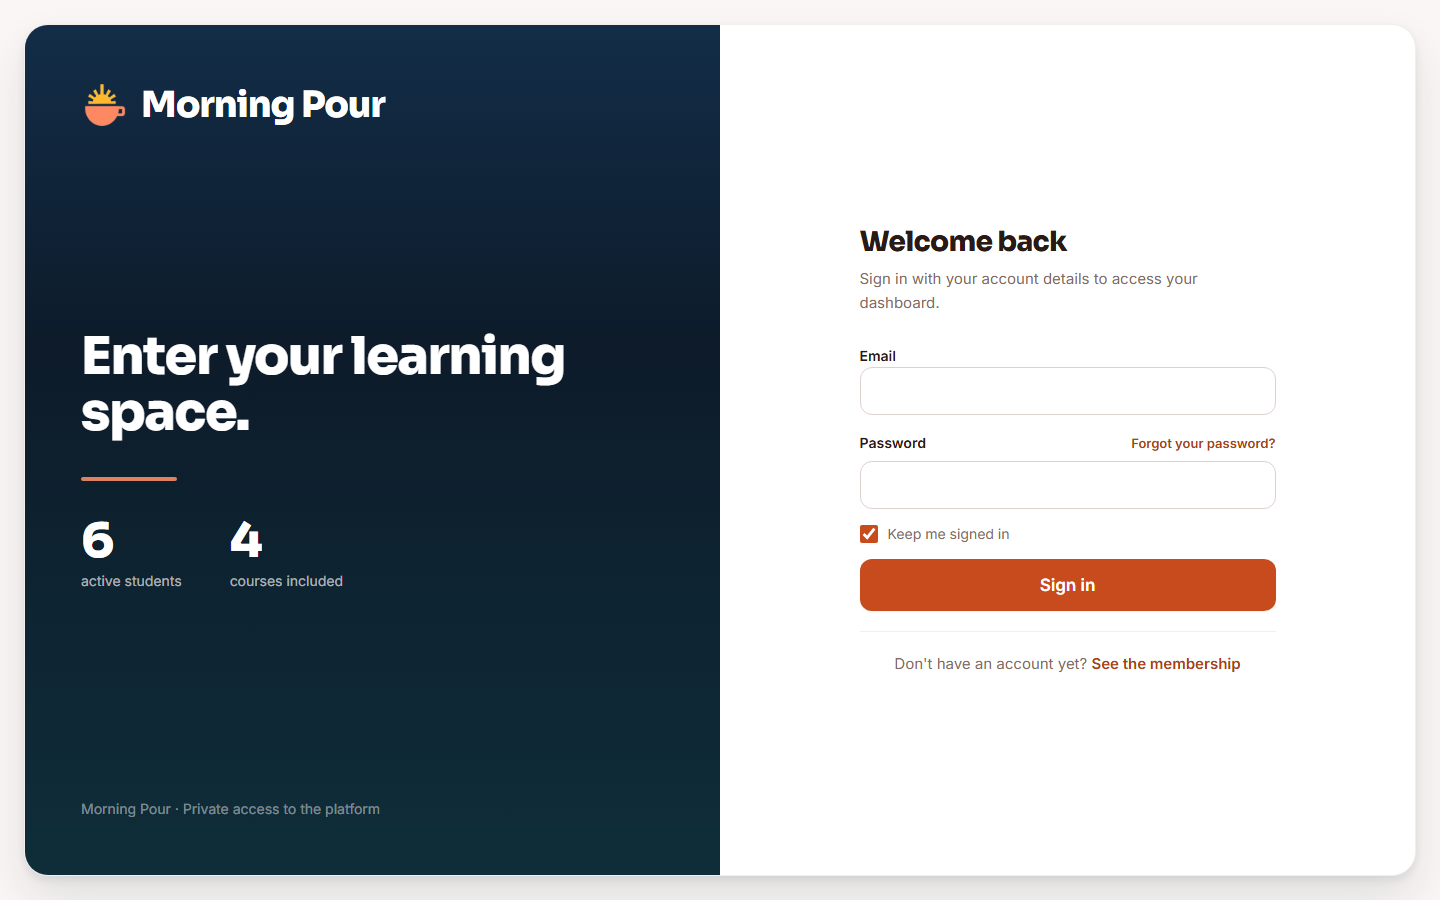 Morning Pour
Enter your learning
space.
6
active students
4
courses included
Morning Pour · Private access to the platform
Welcome back
Sign in with your account details to access your
dashboard.
Email
Password
Forgot your password?
Keep me signed in
Sign in
Don't have an account yet? See the membership